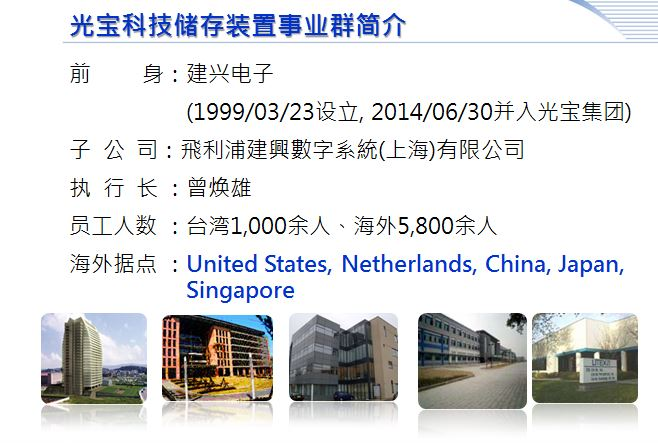 光宝科技储存装置事业群简介
前 身：建兴电子
(1999/03/23设立, 2014/06/30并入光宝集团)
子 公 司：飛利浦建興數字系統(上海)有限公司
执 行 长：曾焕雄
员工人数：台湾1,000余人、海外5,800余人
海外据点：United States, Netherlands, China, Japan,
Singapore